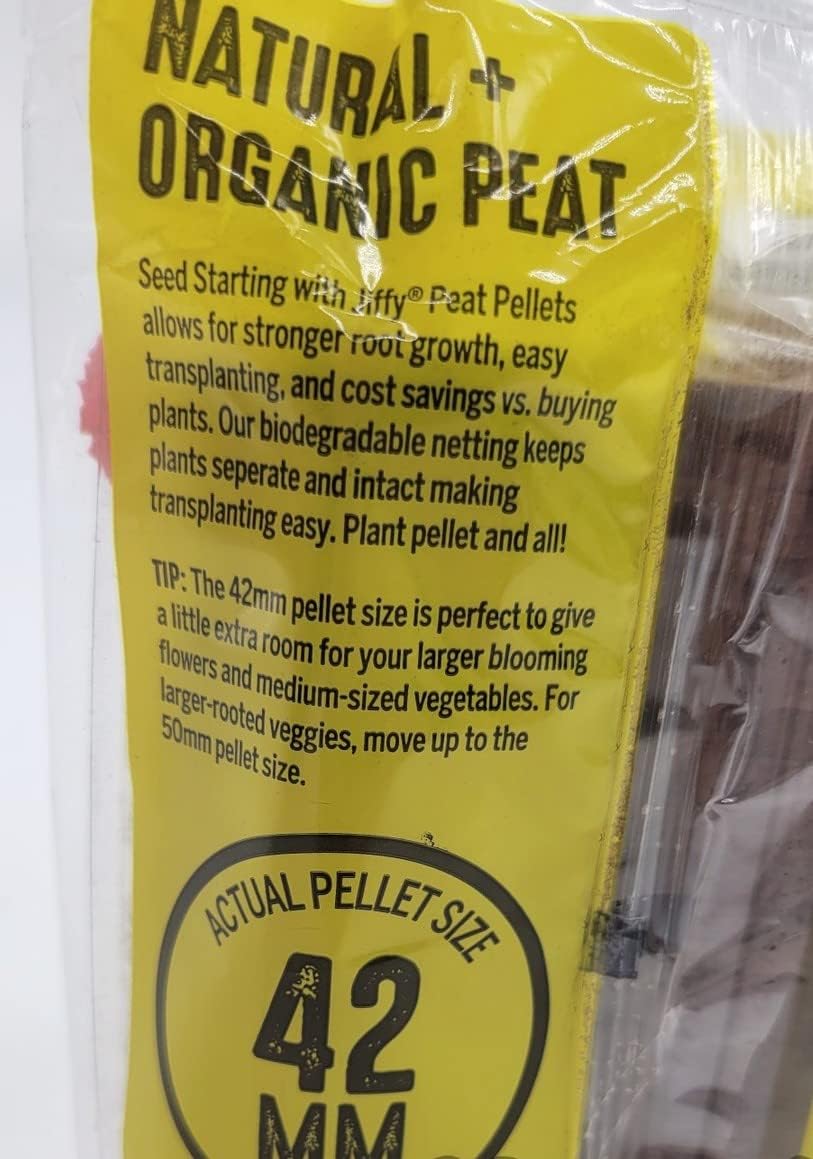 NATURAL +
ORGANIC PEAT
Seed Starting with Jiffy® Peat Pellets
allows for stronger root growth, easy
transplanting, and cost savings vs. buying
plants. Our biodegradable netting keeps
plants seperate and intact making
transplanting easy. Plant pellet and all!
TIP: The 42mm pellet size is perfect to give
a little extra room for your larger blooming
flowers and medium-sized vegetables. For
larger-rooted veggies, move up to the
50mm pellet size.
ACTUAL PELLET SIZE
42
MM